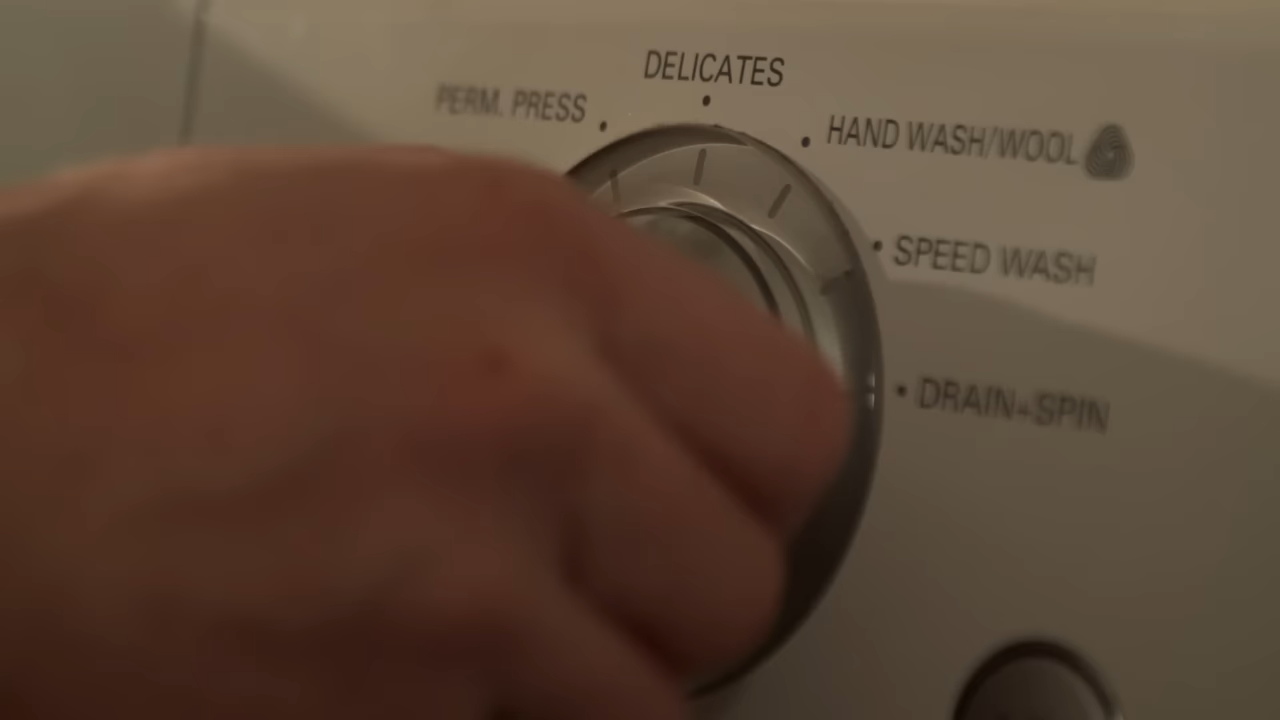 DELICATES
PERM. PRESS
HAND WASH/WOOL
SPEED WASH
DRAIN+SPIN